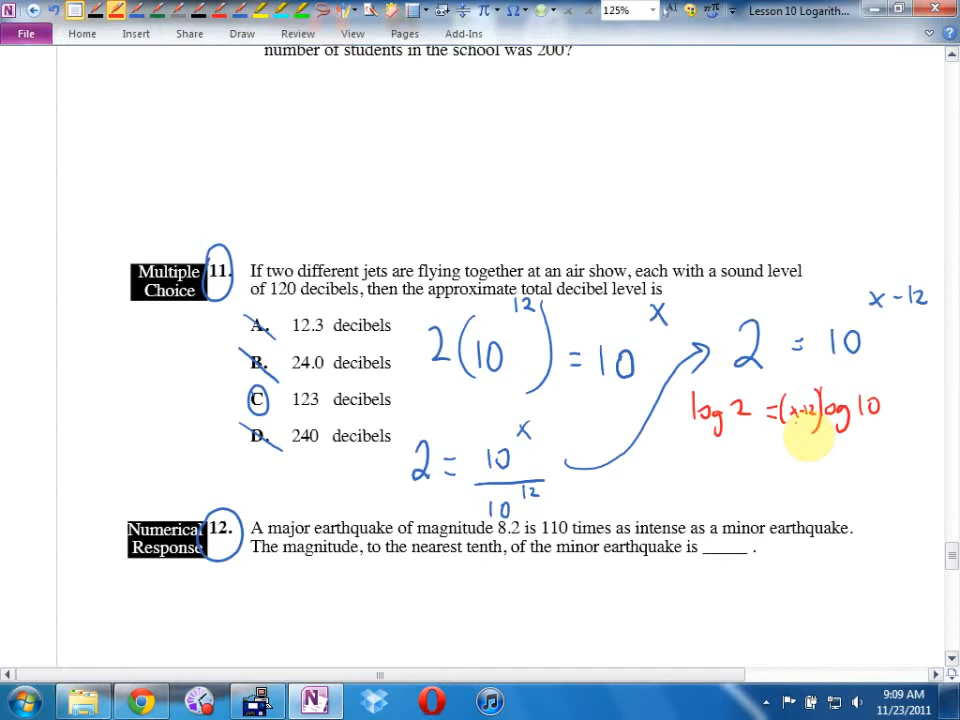 125%
Lesson 10 Logarith...
File Home Insert Share Draw Review View Pages Add-Ins
number of students in the school was 200?
Multiple Choice 11. If two different jets are flying together at an air show, each with a sound level
of 120 decibels, then the approximate total decibel level is
A. 12.3 decibels
B. 24.0 decibels
C 123 decibels
D. 240 decibels
2(10^12) = 10^x
2 = 10^x / 10^12
2 = 10^x-12
log 2 = (x-12) log 10
Numerical Response 12. A major earthquake of magnitude 8.2 is 110 times as intense as a minor earthquake.
The magnitude, to the nearest tenth, of the minor earthquake is _____ .
9:09 AM
11/23/2011